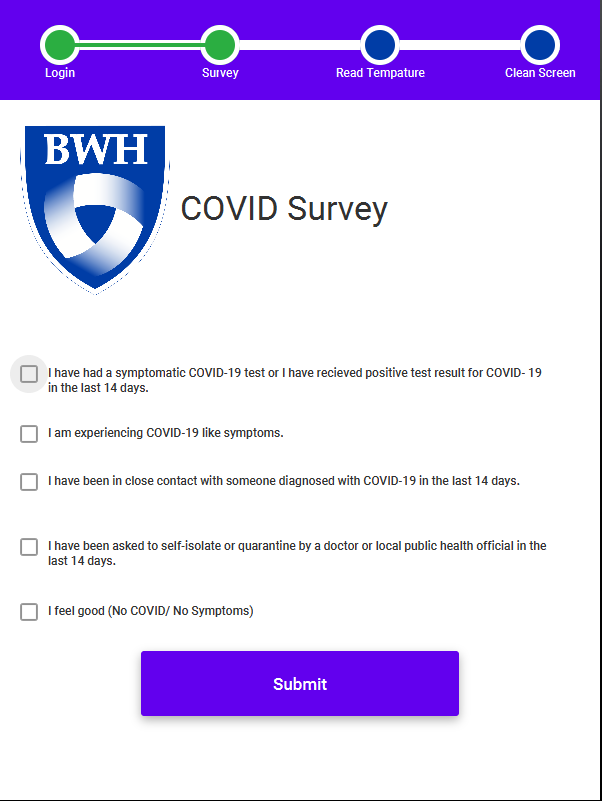 Login Survey Read Tempature Clean Screen
BWH
COVID Survey
I have had a symptomatic COVID-19 test or I have recieved positive test result for COVID- 19
in the last 14 days.
I am experiencing COVID-19 like symptoms.
I have been in close contact with someone diagnosed with COVID-19 in the last 14 days.
I have been asked to self-isolate or quarantine by a doctor or local public health official in the
last 14 days.
I feel good (No COVID/ No Symptoms)
Submit